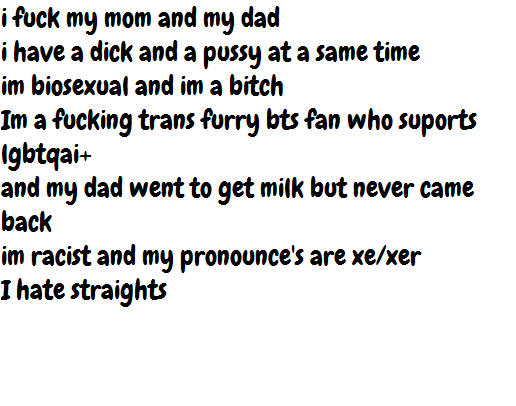 i fuck my mom and my dad
i have a dick and a pussy at a same time
im biosexual and im a bitch
Im a fucking trans furry bts fan who suports
lgbtqai+
and my dad went to get milk but never came
back
im racist and my pronounce's are xe/xer
I hate straights